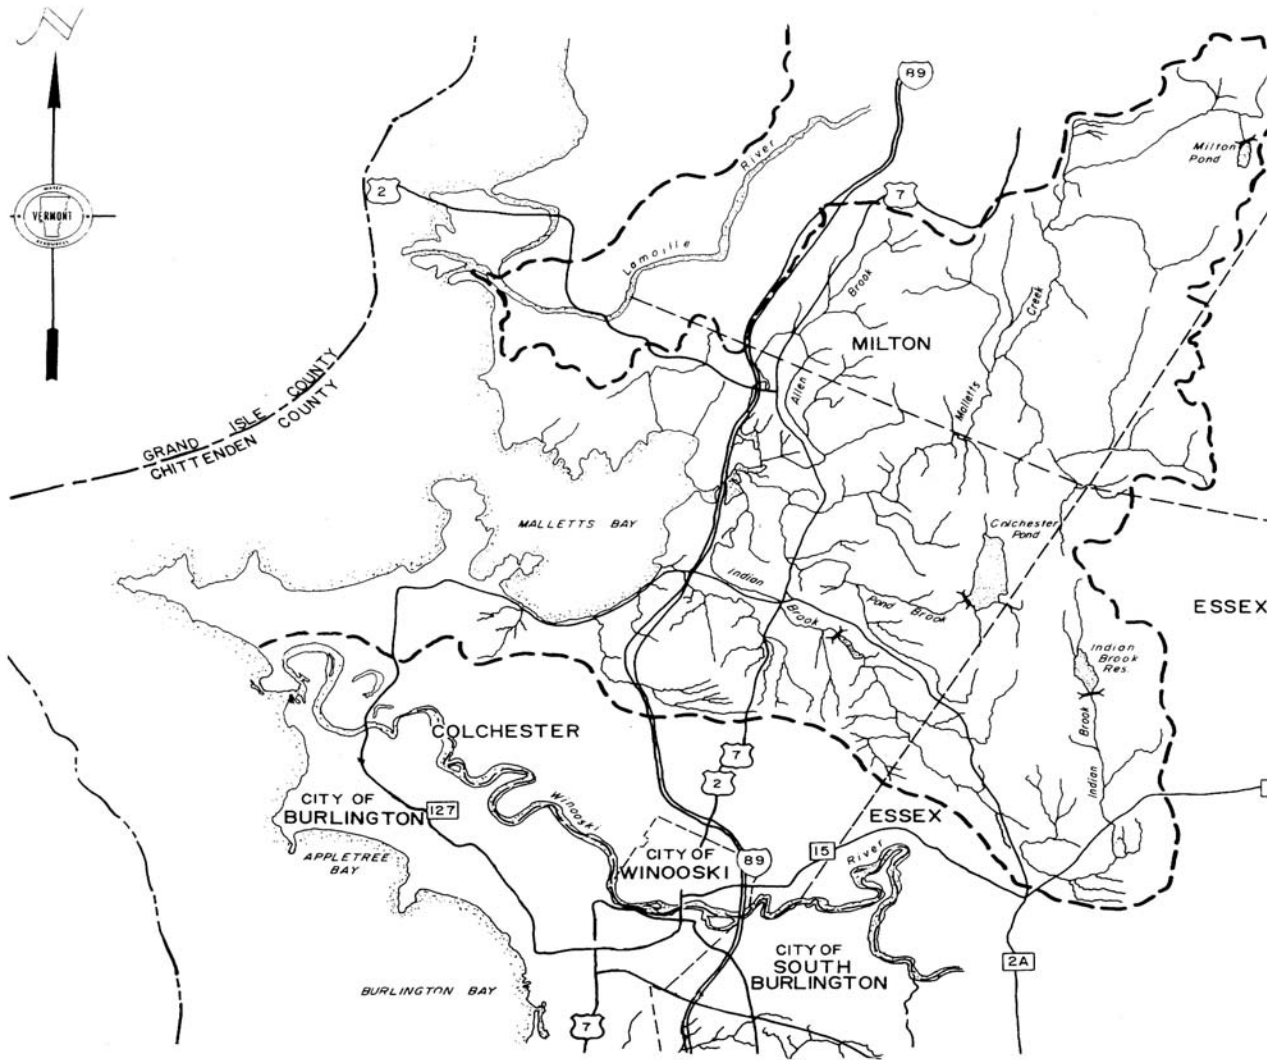 N
WATER
VERMONT
RESOURCES
89
2
7
River
Lamoille
Milton
Pond
Brook
Creek
MILTON
Allen
Malletts
GRAND ISLE COUNTY
CHITTENDEN COUNTY
MALLETTS BAY
Colchester
Pond
Indian
Brook
Pond Brook
ESSEX
Indian
Brook
Res.
Brook
Indian
COLCHESTER
7
2
Winooski
CITY OF
BURLINGTON
127
ESSEX
APPLETREE
BAY
CITY OF
WINOOSKI
89
15
River
CITY OF
SOUTH
BURLINGTON
2A
BURLINGTON BAY
7